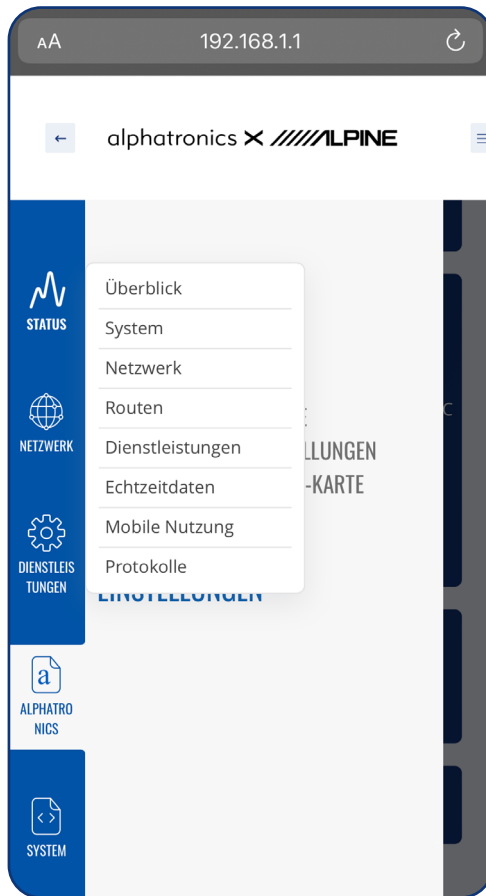 AA 192.168.1.1
alphatronics X ALPINE
STATUS
NETZWERK
DIENSTLEIS
TUNGEN
ALPHATRO
NICS
SYSTEM
Überblick
System
Netzwerk
Routen
Dienstleistungen
Echtzeitdaten
Mobile Nutzung
Protokolle
LLUNGEN
-KARTE
EINSTELLUNGEN
C